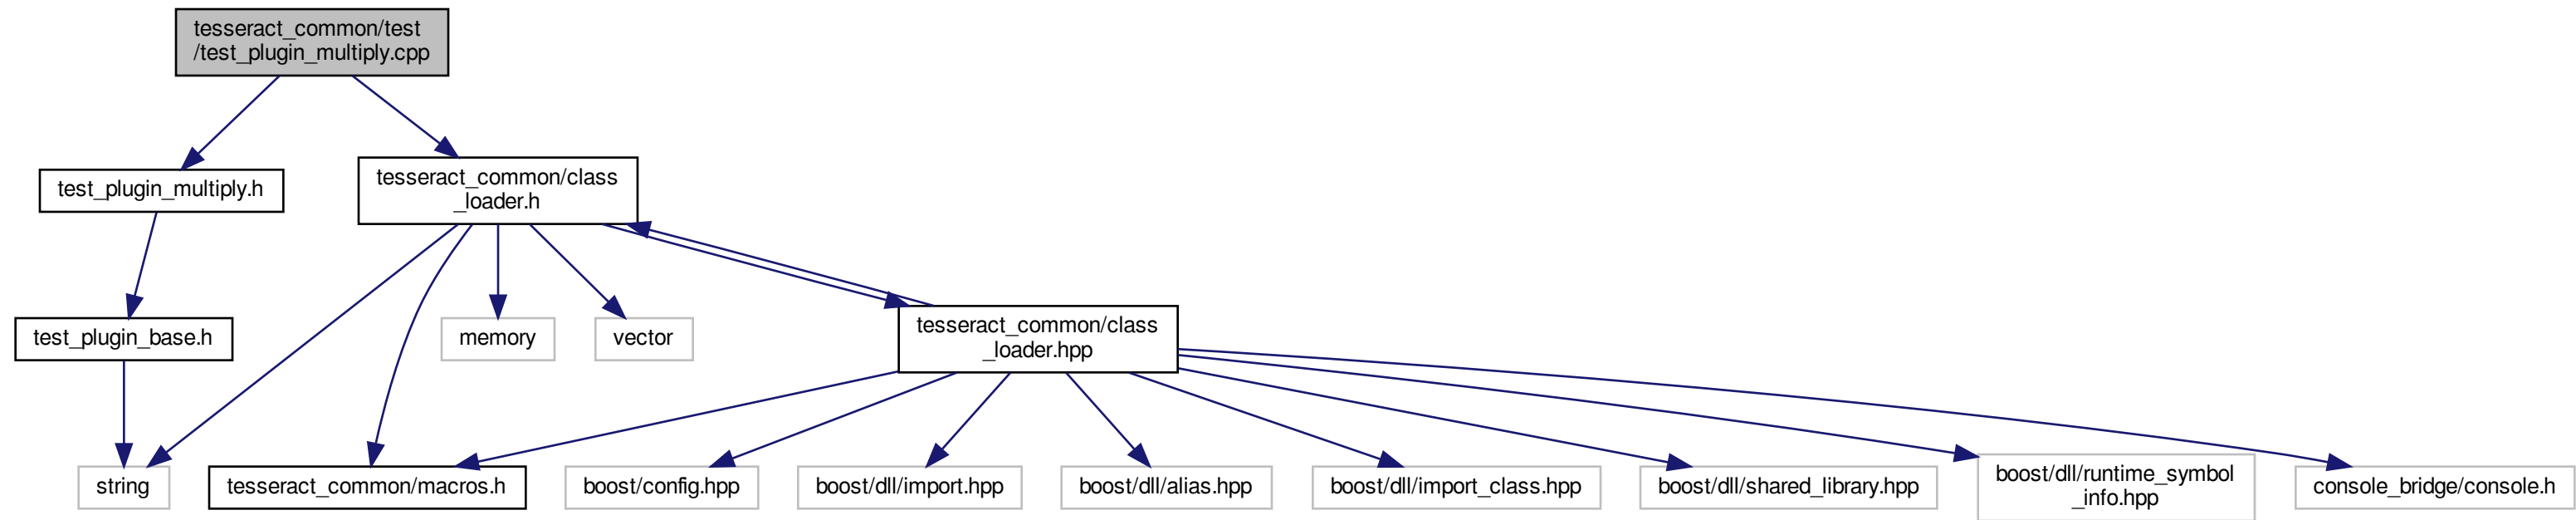 tesseract_common/test
/test_plugin_multiply.cpp
test_plugin_multiply.h
tesseract_common/class
_loader.h
test_plugin_base.h
memory
vector
tesseract_common/class
_loader.hpp
string
tesseract_common/macros.h
boost/config.hpp
boost/dll/import.hpp
boost/dll/alias.hpp
boost/dll/import_class.hpp
boost/dll/shared_library.hpp
boost/dll/runtime_symbol
_info.hpp
console_bridge/console.h